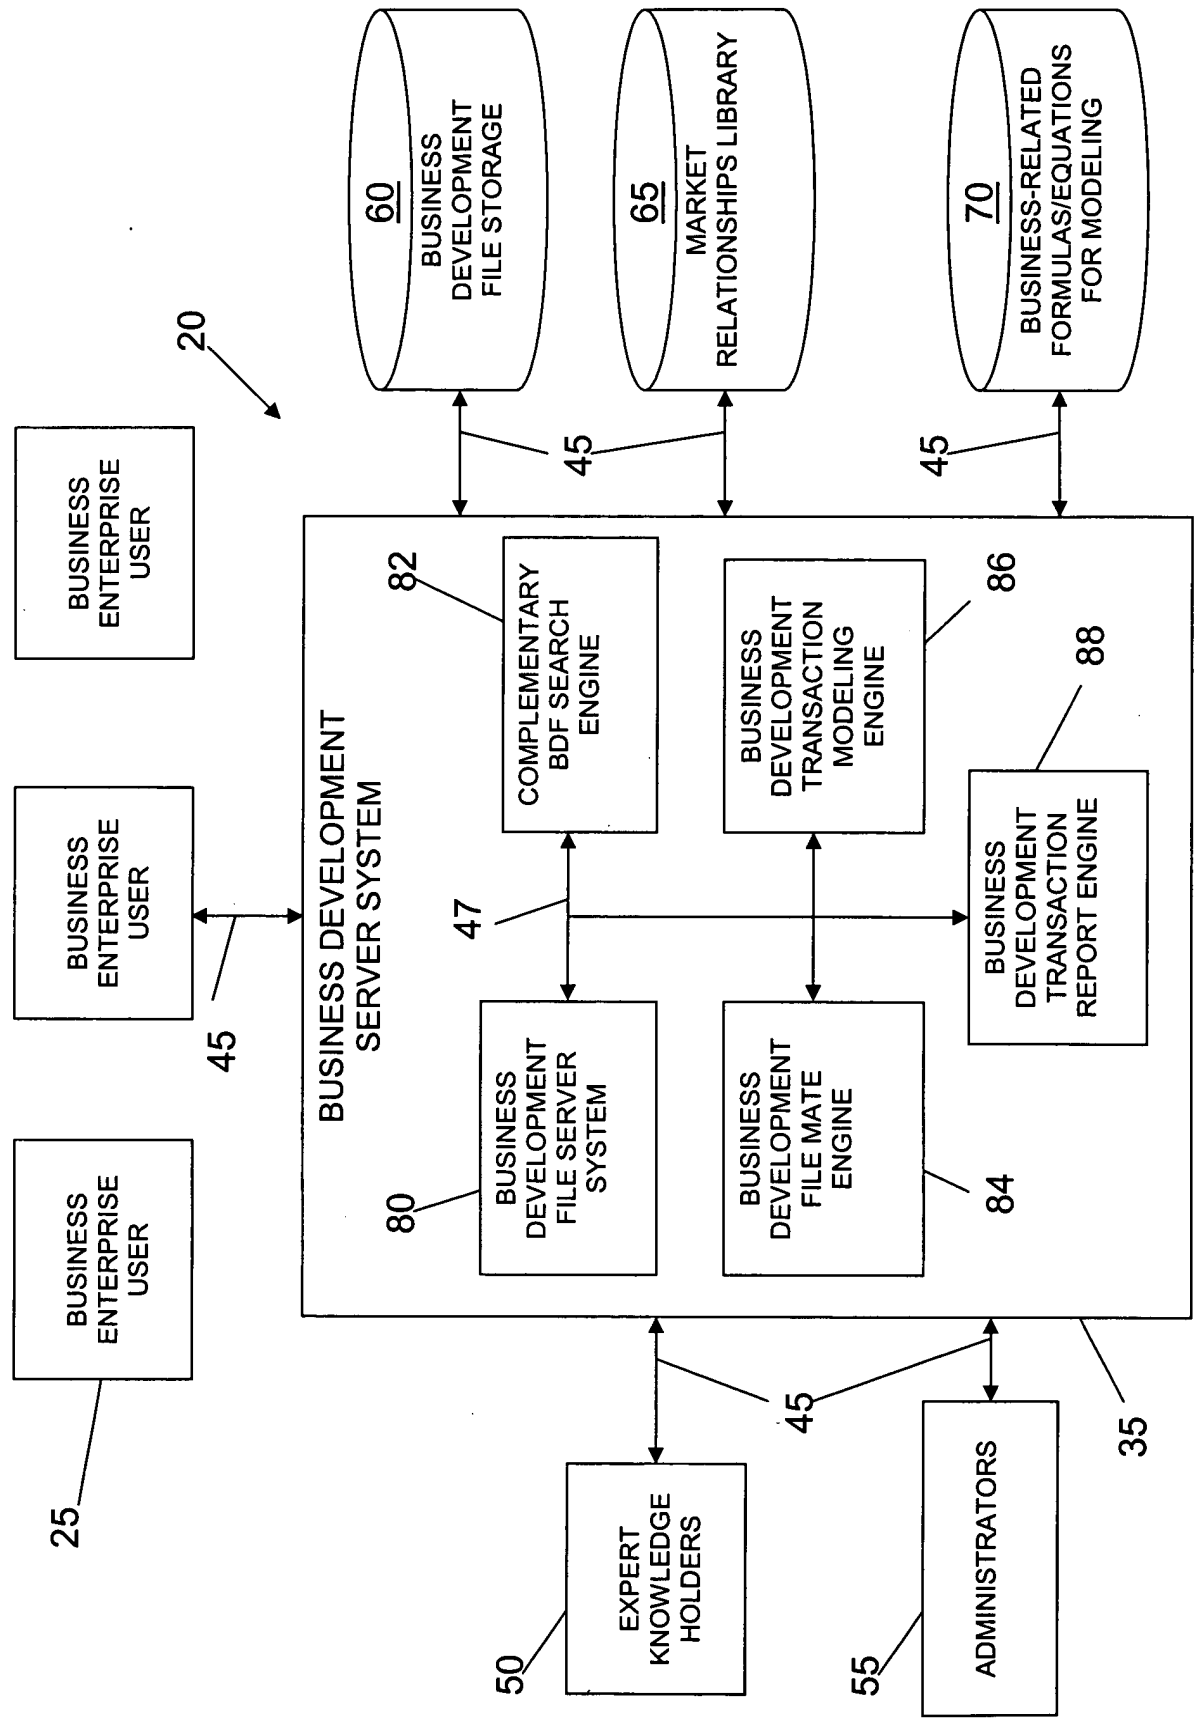 20
BUSINESS
ENTERPRISE
USER
25
BUSINESS
ENTERPRISE
USER
45
BUSINESS
ENTERPRISE
USER
BUSINESS DEVELOPMENT
SERVER SYSTEM
80
BUSINESS
DEVELOPMENT
FILE SERVER
SYSTEM
47
82
COMPLEMENTARY
BDF SEARCH
ENGINE
84
BUSINESS
DEVELOPMENT
FILE MATE
ENGINE
86
BUSINESS
DEVELOPMENT
TRANSACTION
MODELING
ENGINE
88
BUSINESS
DEVELOPMENT
TRANSACTION
REPORT ENGINE
35
50
EXPERT
KNOWLEDGE
HOLDERS
45
55
ADMINISTRATORS
60
BUSINESS
DEVELOPMENT
FILE STORAGE
45
65
MARKET
RELATIONSHIPS LIBRARY
45
70
BUSINESS-RELATED
FORMULAS/EQUATIONS
FOR MODELING